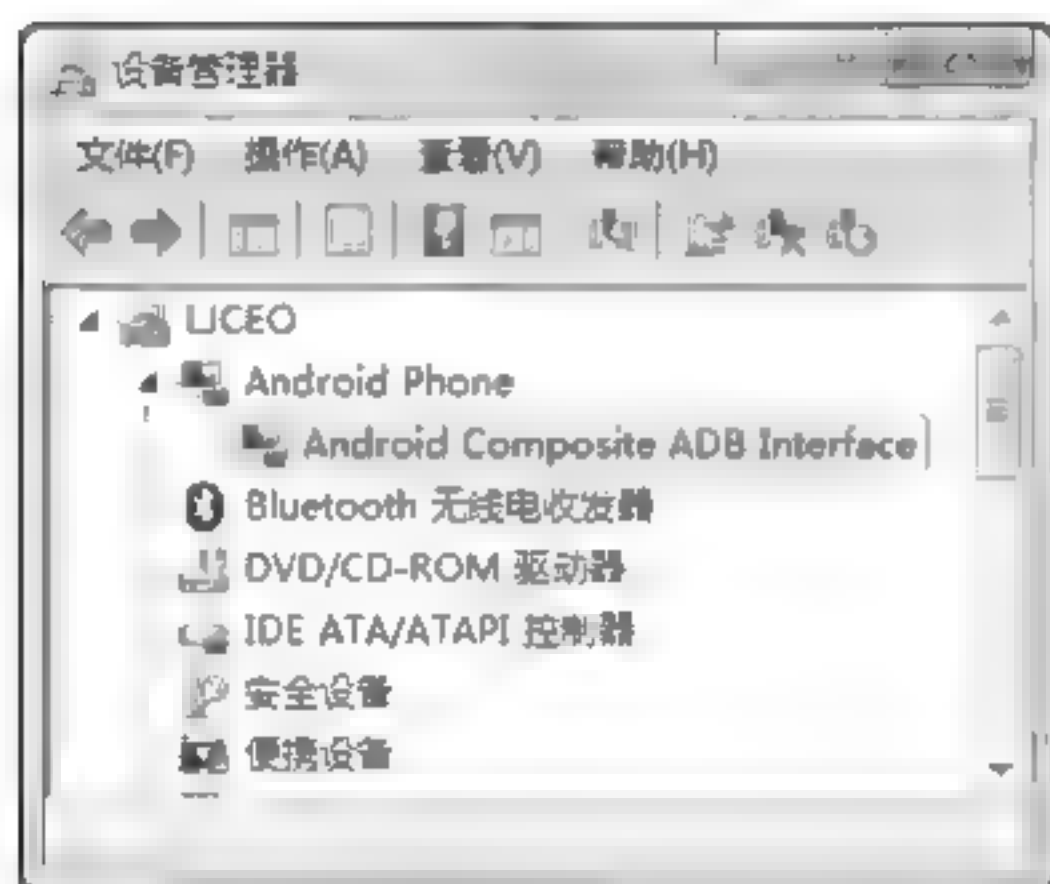 设备管理器
文件(F) 操作(A) 查看(V) 帮助(H)
LICEO
Android Phone
Android Composite ADB Interface
Bluetooth 无线电收发器
DVD/CD-ROM 驱动器
IDE ATA/ATAPI 控制器
安全设备
便携设备